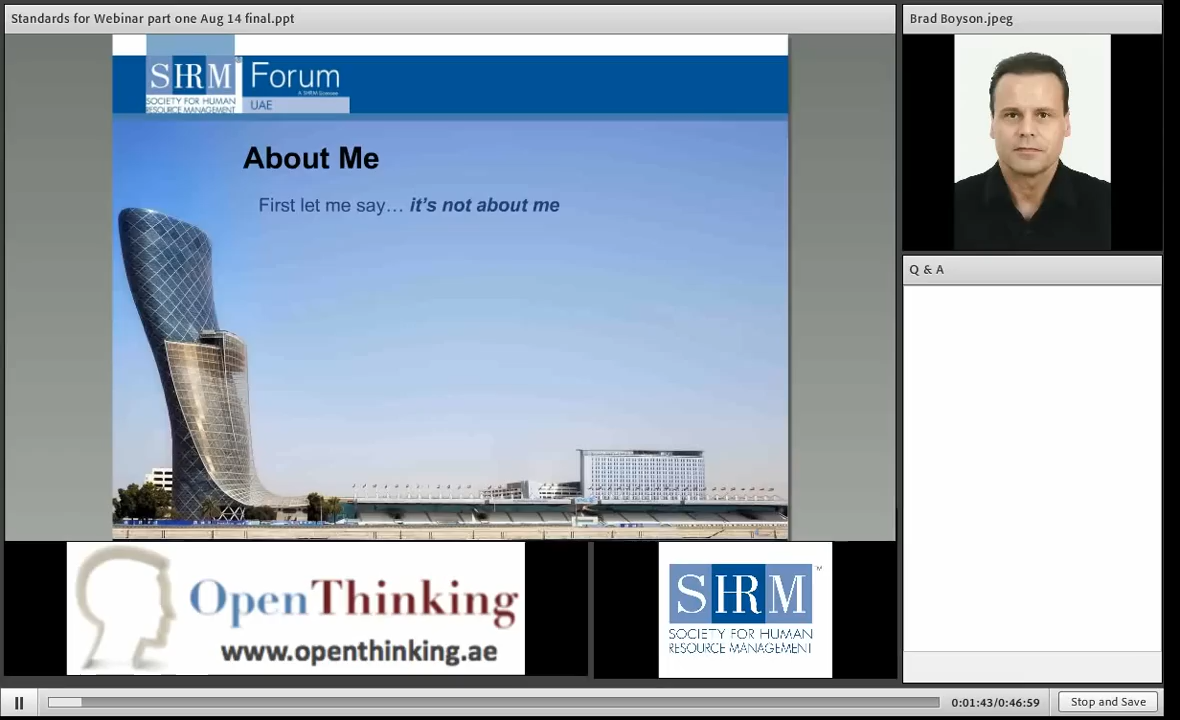 Standards for Webinar part one Aug 14 final.ppt
SHRM
SOCIETY FOR HUMAN
RESOURCE MANAGEMENT
Forum
A SHRM Licensee
UAE
About Me
First let me say… it's not about me
Brad Boyson.jpeg
Q & A
OpenThinking
www.openthinking.ae
SHRM™
SOCIETY FOR HUMAN
RESOURCE MANAGEMENT
0:01:43/0:46:59
Stop and Save